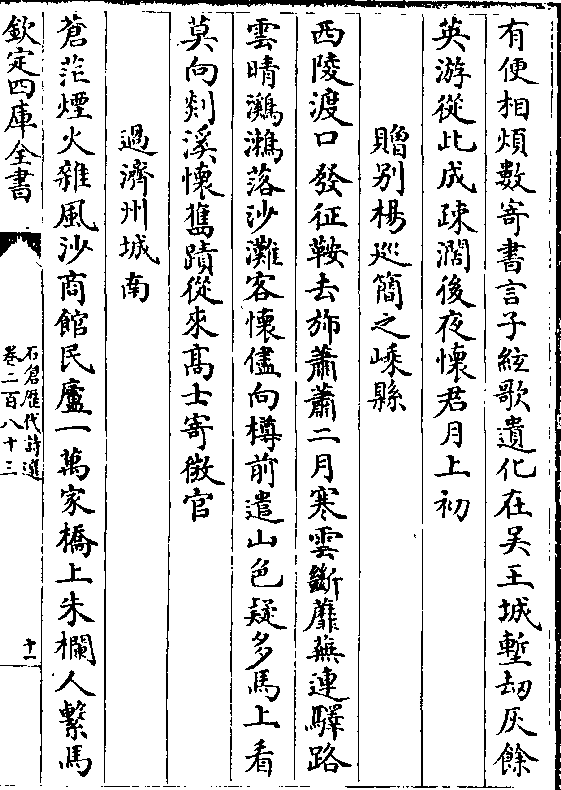 有便相煩數寄書言子絃歌遺化在吴王城塹刼灰餘
英游從此成疎濶後夜懐君月上初
贈别楊廵簡之嵊縣
西陵渡口發征鞍去斾蕭蕭二月寒雲斷蘼蕪連驛路
雲晴鸂鶒落沙灘客懐儘向樽前遣山色疑多馬上看
莫向剡溪懐舊蹟從來髙士寄微官
過濟州城南
蒼茫煙火雜風沙商館民廬一萬家橋上朱欄人繫馬
欽定四庫全書
石倉歴代詩選
卷二百八十三
十一